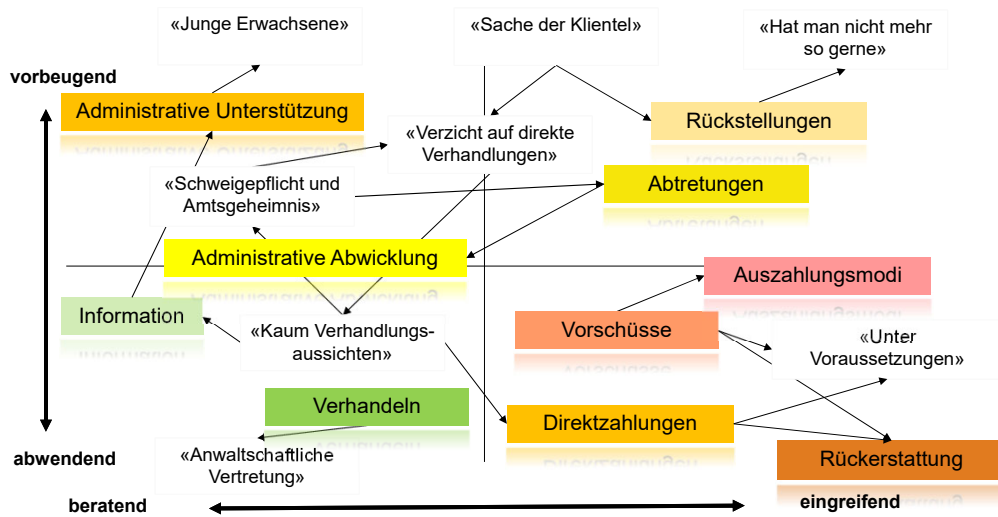 «Junge Erwachsene»
«Sache der Klientel»
«Hat man nicht mehr
so gerne»
vorbeugend
Administrative Unterstützung
Rückstellungen
«Verzicht auf direkte
Verhandlungen»
«Schweigepflicht und
Amtsgeheimnis»
Abtretungen
Administrative Abwicklung
Auszahlungsmodi
Information
«Kaum Verhandlungs-
aussichten»
Vorschüsse
«Unter
Voraussetzungen»
Verhandeln
Direktzahlungen
abwendend
«Anwaltschaftliche
Vertretung»
Rückerstattung
beratend
eingreifend